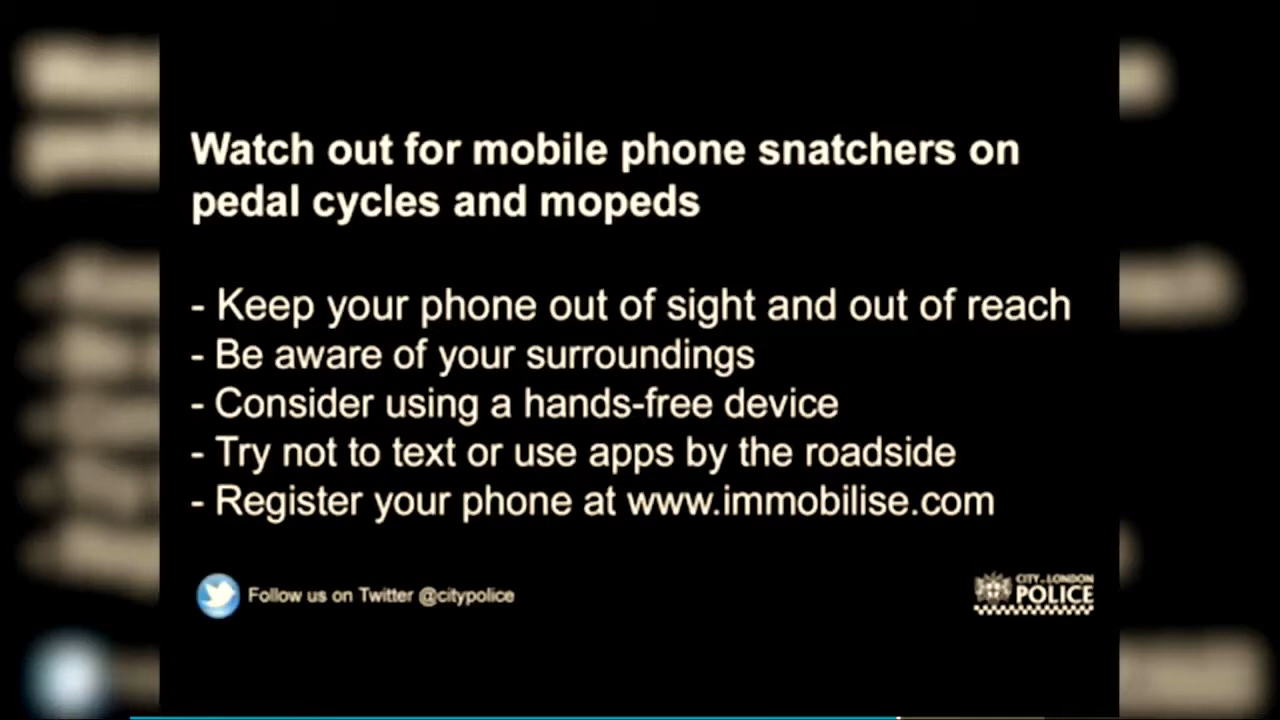 Watch out for mobile phone snatchers on
pedal cycles and mopeds
- Keep your phone out of sight and out of reach
- Be aware of your surroundings
- Consider using a hands-free device
- Try not to text or use apps by the roadside
- Register your phone at www.immobilise.com
Follow us on Twitter @citypolice
CITY OF LONDON
POLICE